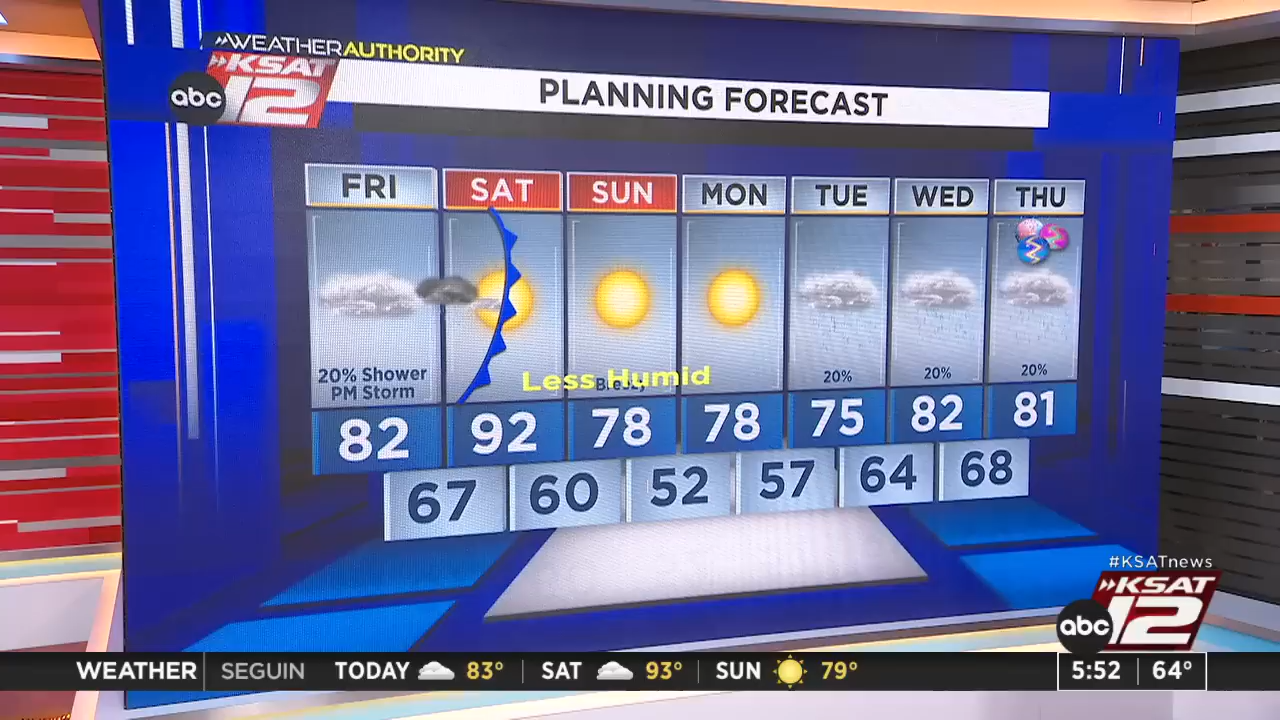 WEATHERAUTHORITY
KSAT
abc 12
PLANNING FORECAST
FRI SAT SUN MON TUE WED THU
20% Shower
PM Storm
Less Humid
20% 20% 20%
82 92 78 78 75 82 81
67 60 52 57 64 68
#KSATnews
KSAT
abc 12
WEATHER SEGUIN TODAY 83° SAT 93° SUN 79° 5:52 64°